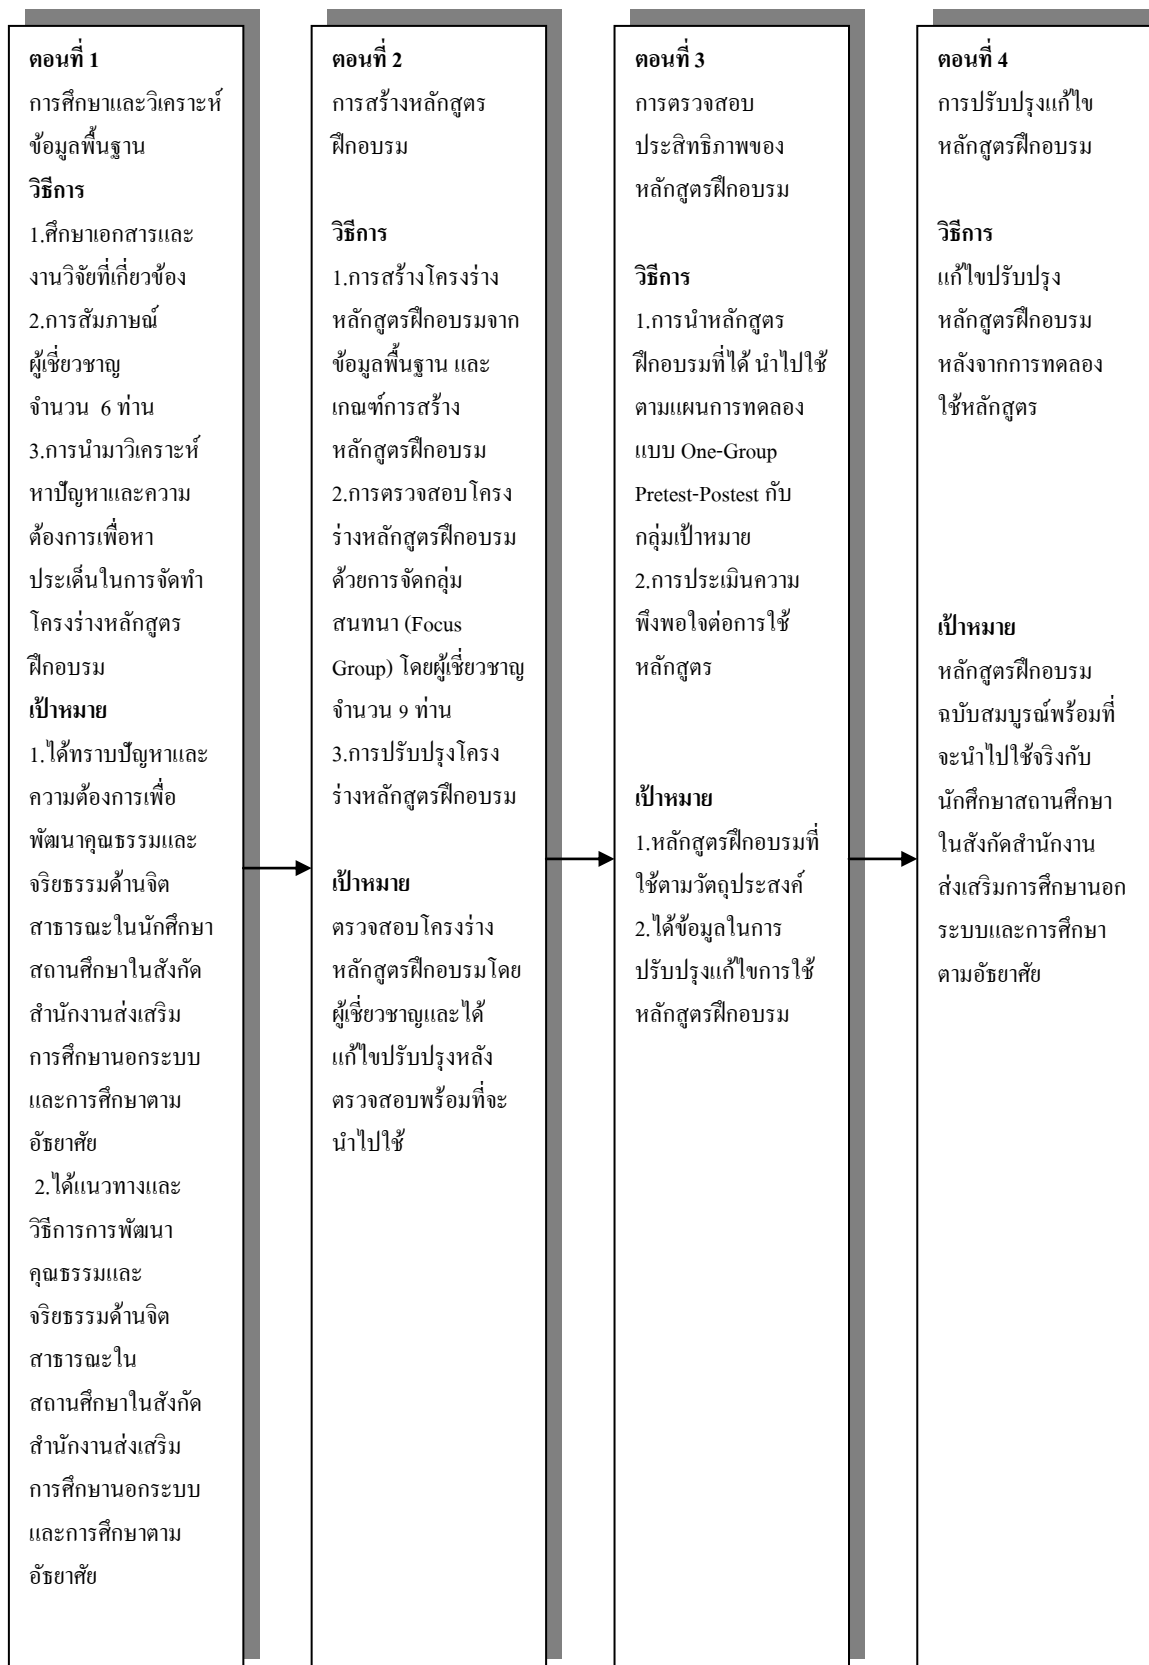 ตอนที่ 1
การศึกษาและวิเคราะห์
ข้อมูลพื้นฐาน
วิธีการ
1.ศึกษาเอกสารและ
งานวิจัยที่เกี่ยวข้อง
2.การสัมภาษณ์
ผู้เชี่ยวชาญ
จำนวน 6 ท่าน
3.การนำมาวิเคราะห์
หาปัญหาและความ
ต้องการเพื่อหา
ประเด็นในการจัดทำ
โครงร่างหลักสูตร
ฝึกอบรม
เป้าหมาย
1.ได้ทราบปัญหาและ
ความต้องการเพื่อ
พัฒนาคุณธรรมและ
จริยธรรมด้านจิต
สาธารณะในนักศึกษา
สถานศึกษาในสังกัด
สำนักงานส่งเสริม
การศึกษานอกระบบ
และการศึกษาตาม
อัธยาศัย
2.ได้แนวทางและ
วิธีการการพัฒนา
คุณธรรมและ
จริยธรรมด้านจิต
สาธารณะใน
สถานศึกษาในสังกัด
สำนักงานส่งเสริม
การศึกษานอกระบบ
และการศึกษาตาม
อัธยาศัย
ตอนที่ 2
การสร้างหลักสูตร
ฝึกอบรม
วิธีการ
1.การสร้างโครงร่าง
หลักสูตรฝึกอบรมจาก
ข้อมูลพื้นฐาน และ
เกณฑ์การสร้าง
หลักสูตรฝึกอบรม
2.การตรวจสอบโครง
ร่างหลักสูตรฝึกอบรม
ด้วยการจัดกลุ่ม
สนทนา (Focus
Group) โดยผู้เชี่ยวชาญ
จำนวน 9 ท่าน
3.การปรับปรุงโครง
ร่างหลักสูตรฝึกอบรม
เป้าหมาย
ตรวจสอบโครงร่าง
หลักสูตรฝึกอบรมโดย
ผู้เชี่ยวชาญและได้
แก้ไขปรับปรุงหลัง
ตรวจสอบพร้อมที่จะ
นำไปใช้
ตอนที่ 3
การตรวจสอบ
ประสิทธิภาพของ
หลักสูตรฝึกอบรม
วิธีการ
1.การนำหลักสูตร
ฝึกอบรมที่ได้ นำไปใช้
ตามแผนการทดลอง
แบบ One-Group
Pretest-Postest กับ
กลุ่มเป้าหมาย
2.การประเมินความ
พึงพอใจต่อการใช้
หลักสูตร
เป้าหมาย
1.หลักสูตรฝึกอบรมที่
ใช้ตามวัตถุประสงค์
2.ได้ข้อมูลในการ
ปรับปรุงแก้ไขการใช้
หลักสูตรฝึกอบรม
ตอนที่ 4
การปรับปรุงแก้ไข
หลักสูตรฝึกอบรม
วิธีการ
แก้ไขปรับปรุง
หลักสูตรฝึกอบรม
หลังจากการทดลอง
ใช้หลักสูตร
เป้าหมาย
หลักสูตรฝึกอบรม
ฉบับสมบูรณ์พร้อมที่
จะนำไปใช้จริงกับ
นักศึกษาสถานศึกษา
ในสังกัดสำนักงาน
ส่งเสริมการศึกษานอก
ระบบและการศึกษา
ตามอัธยาศัย